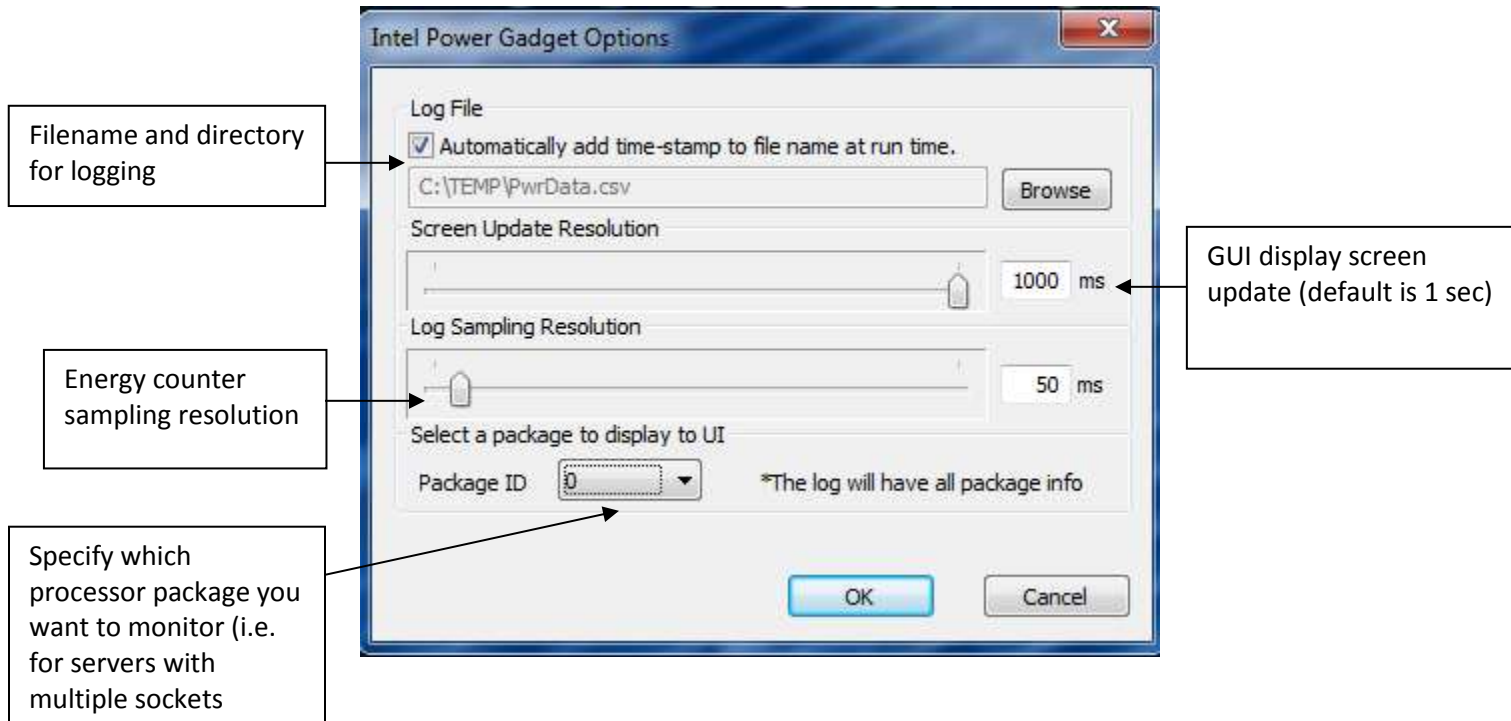 Intel Power Gadget Options
Log File
Automatically add time-stamp to file name at run time.
C:\TEMP\PwrData.csv
Browse
Screen Update Resolution
1000 ms
Log Sampling Resolution
50 ms
Select a package to display to UI
Package ID
0
*The log will have all package info
OK
Cancel
Filename and directory
for logging
GUI display screen
update (default is 1 sec)
Energy counter
sampling resolution
Specify which
processor package you
want to monitor (i.e.
for servers with
multiple sockets